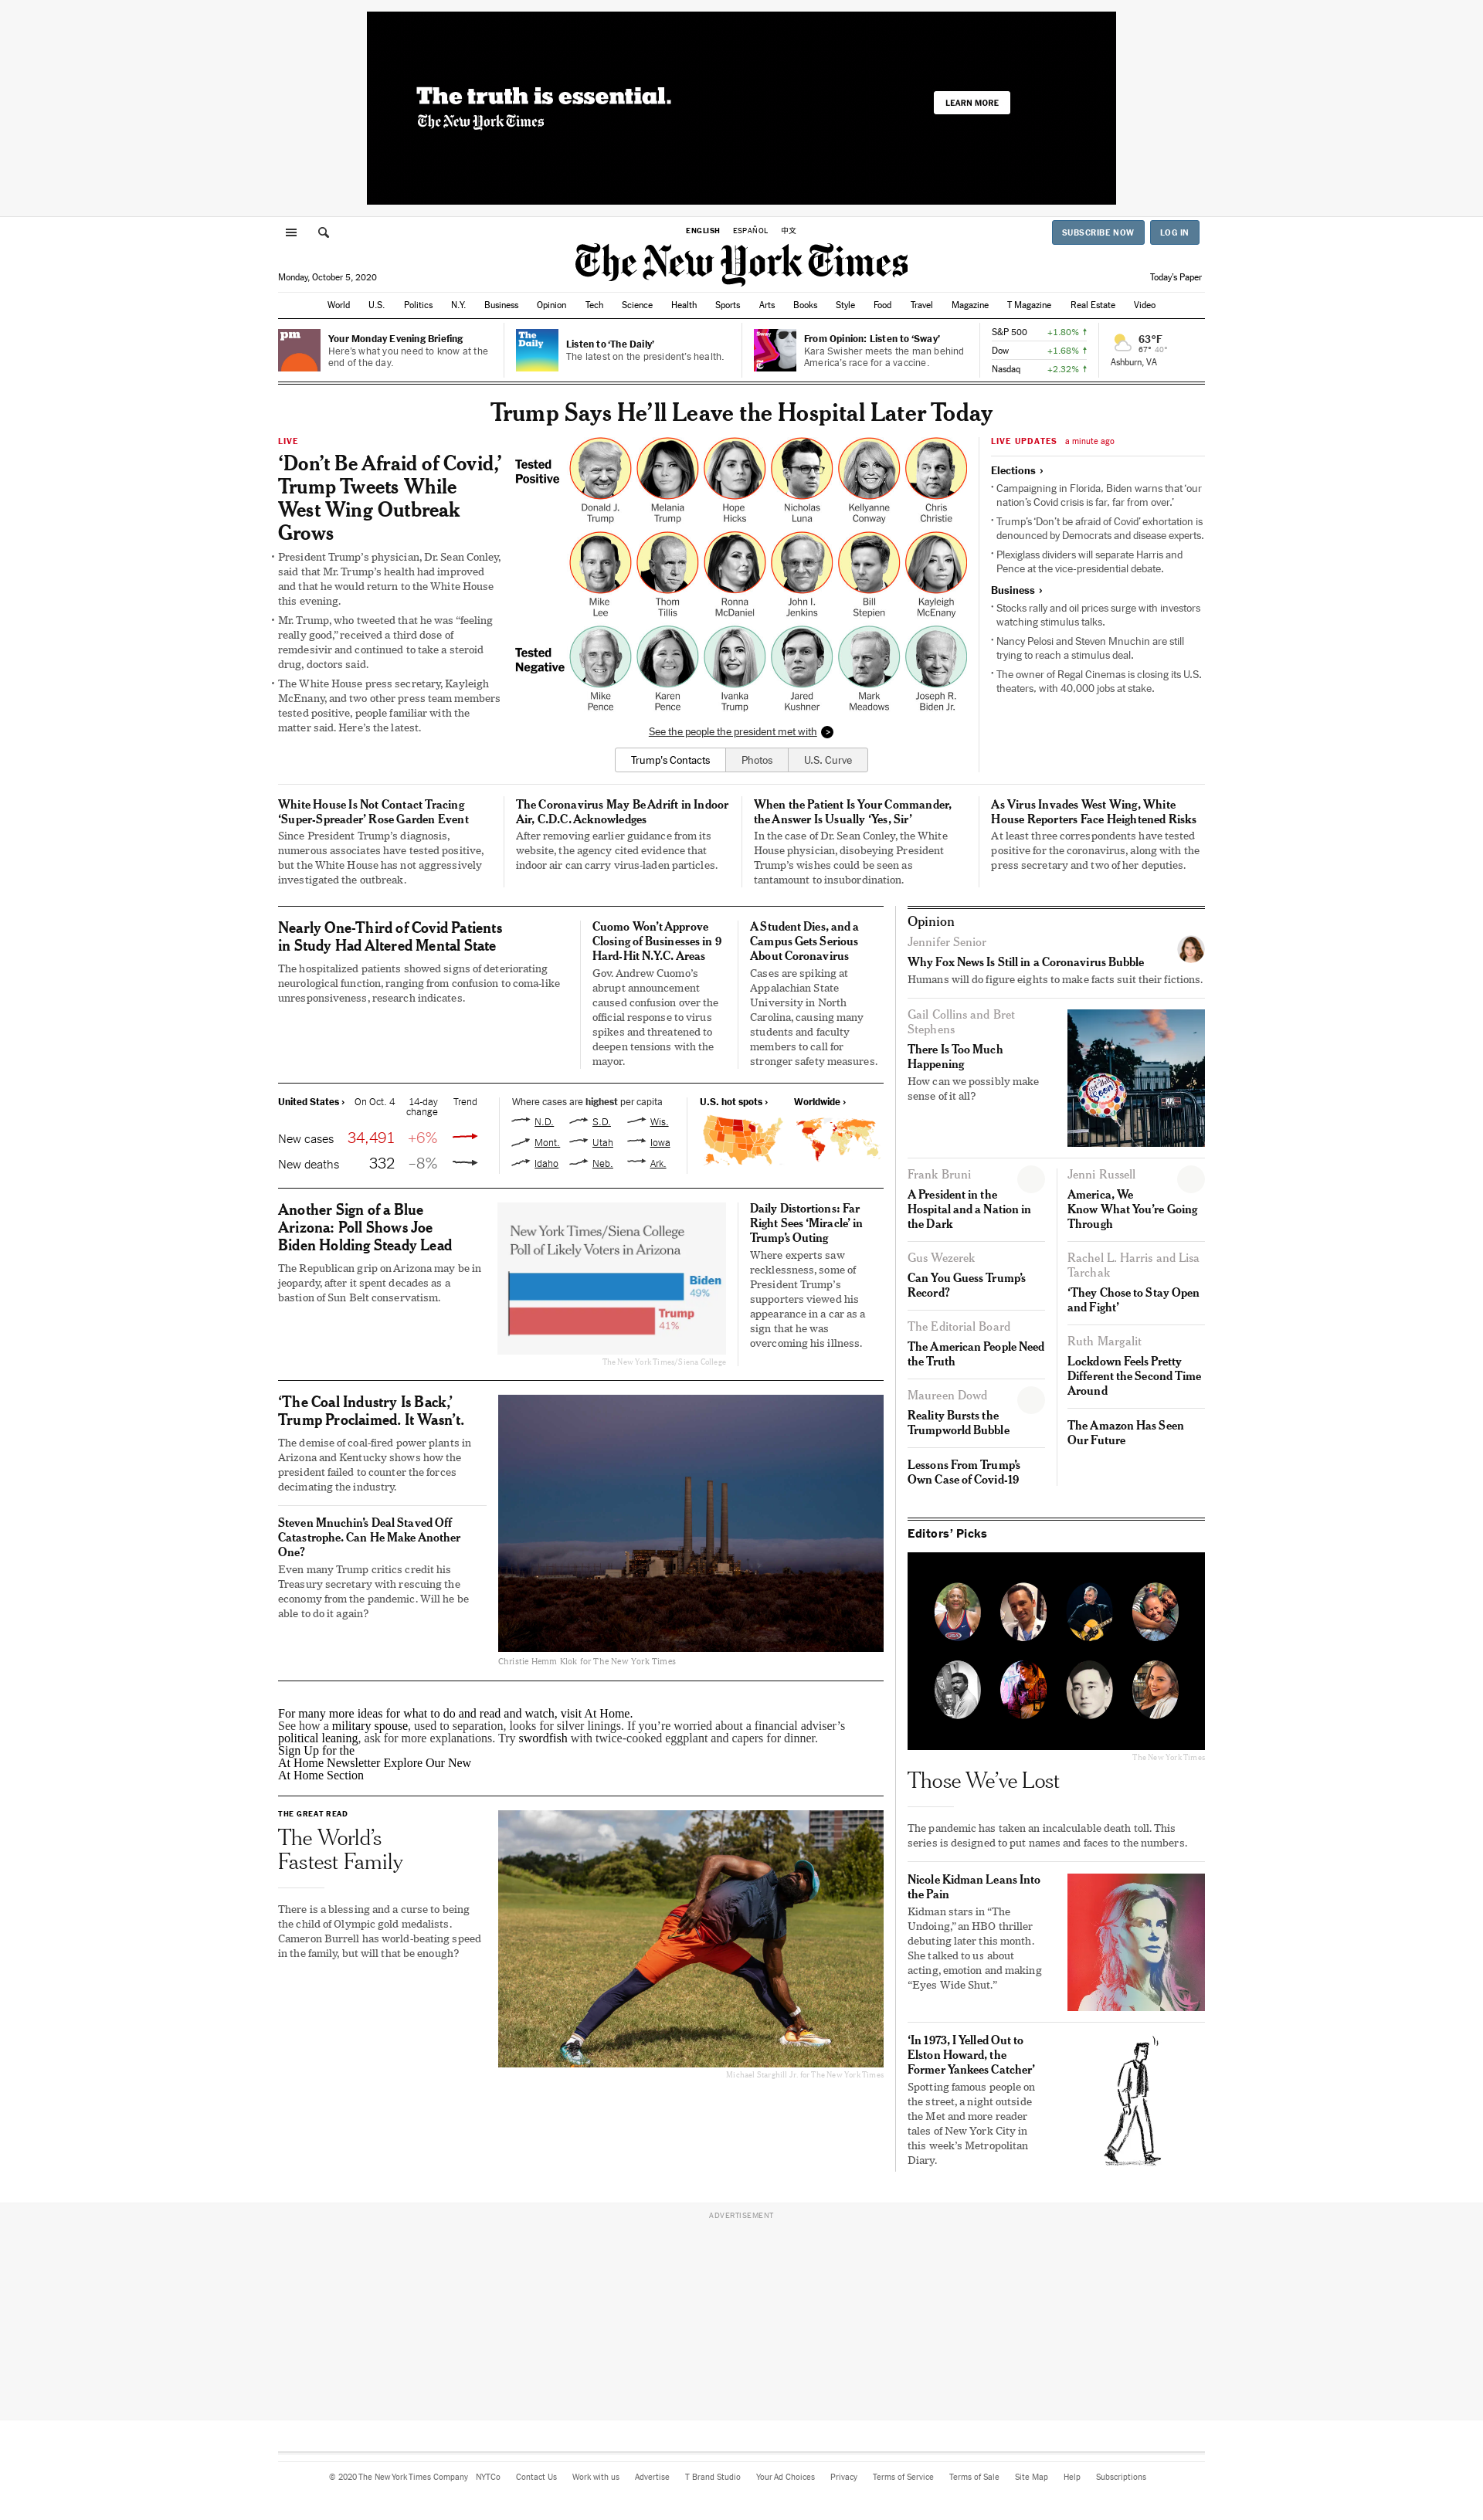 The truth is essential.
The New York Times
LEARN MORE
ENGLISH ESPAÑOL 中文
SUBSCRIBE NOW LOG IN
The New York Times
Monday, October 5, 2020
Today's Paper
World U.S. Politics N.Y. Business Opinion Tech Science Health Sports Arts Books Style Food Travel Magazine T Magazine Real Estate Video
pm
Your Monday Evening Briefing
Here's what you need to know at the
end of the day.
The
Daily
Listen to 'The Daily'
The latest on the president's health.
Sway
From Opinion: Listen to 'Sway'
Kara Swisher meets the man behind
America's race for a vaccine.
S&P 500 +1.80% ↑
Dow +1.68% ↑
Nasdaq +2.32% ↑
63°F
67° 40°
Ashburn, VA
Trump Says He'll Leave the Hospital Later Today
LIVE
'Don't Be Afraid of Covid,'
Trump Tweets While
West Wing Outbreak
Grows
• President Trump's physician, Dr. Sean Conley,
said that Mr. Trump's health had improved
and that he would return to the White House
this evening.
• Mr. Trump, who tweeted that he was "feeling
really good," received a third dose of
remdesivir and continued to take a steroid
drug, doctors said.
• The White House press secretary, Kayleigh
McEnany, and two other press team members
tested positive, people familiar with the
matter said. Here's the latest.
Tested
Positive
Donald J.
Trump
Melania
Trump
Hope
Hicks
Nicholas
Luna
Kellyanne
Conway
Chris
Christie
Mike
Lee
Thom
Tillis
Ronna
McDaniel
John I.
Jenkins
Bill
Stepien
Kayleigh
McEnany
Tested
Negative
Mike
Pence
Karen
Pence
Ivanka
Trump
Jared
Kushner
Mark
Meadows
Joseph R.
Biden Jr.
See the people the president met with >
Trump's Contacts Photos U.S. Curve
LIVE UPDATES a minute ago
Elections ›
• Campaigning in Florida, Biden warns that 'our
nation's Covid crisis is far, far from over.'
• Trump's 'Don't be afraid of Covid' exhortation is
denounced by Democrats and disease experts.
• Plexiglass dividers will separate Harris and
Pence at the vice-presidential debate.
Business ›
• Stocks rally and oil prices surge with investors
watching stimulus talks.
• Nancy Pelosi and Steven Mnuchin are still
trying to reach a stimulus deal.
• The owner of Regal Cinemas is closing its U.S.
theaters, with 40,000 jobs at stake.
White House Is Not Contact Tracing
'Super-Spreader' Rose Garden Event
Since President Trump's diagnosis,
numerous associates have tested positive,
but the White House has not aggressively
investigated the outbreak.
The Coronavirus May Be Adrift in Indoor
Air, C.D.C. Acknowledges
After removing earlier guidance from its
website, the agency cited evidence that
indoor air can carry virus-laden particles.
When the Patient Is Your Commander,
the Answer Is Usually 'Yes, Sir'
In the case of Dr. Sean Conley, the White
House physician, disobeying President
Trump's wishes could be seen as
tantamount to insubordination.
As Virus Invades West Wing, White
House Reporters Face Heightened Risks
At least three correspondents have tested
positive for the coronavirus, along with the
press secretary and two of her deputies.
Nearly One-Third of Covid Patients
in Study Had Altered Mental State
The hospitalized patients showed signs of deteriorating
neurological function, ranging from confusion to coma-like
unresponsiveness, research indicates.
Cuomo Won't Approve
Closing of Businesses in 9
Hard-Hit N.Y.C. Areas
Gov. Andrew Cuomo's
abrupt announcement
caused confusion over the
official response to virus
spikes and threatened to
deepen tensions with the
mayor.
A Student Dies, and a
Campus Gets Serious
About Coronavirus
Cases are spiking at
Appalachian State
University in North
Carolina, causing many
students and faculty
members to call for
stronger safety measures.
United States › On Oct. 4 14-day
change Trend
New cases 34,491 +6%
New deaths 332 –8%
Where cases are highest per capita
N.D. S.D. Wis.
Mont. Utah Iowa
Idaho Neb. Ark.
U.S. hot spots › Worldwide ›
Another Sign of a Blue
Arizona: Poll Shows Joe
Biden Holding Steady Lead
The Republican grip on Arizona may be in
jeopardy, after it spent decades as a
bastion of Sun Belt conservatism.
New York Times/Siena College
Poll of Likely Voters in Arizona
Biden
49%
Trump
41%
The New York Times/Siena College
Daily Distortions: Far
Right Sees 'Miracle' in
Trump's Outing
Where experts saw
recklessness, some of
President Trump's
supporters viewed his
appearance in a car as a
sign that he was
overcoming his illness.
'The Coal Industry Is Back,'
Trump Proclaimed. It Wasn't.
The demise of coal-fired power plants in
Arizona and Kentucky shows how the
president failed to counter the forces
decimating the industry.
Steven Mnuchin's Deal Staved Off
Catastrophe. Can He Make Another
One?
Even many Trump critics credit his
Treasury secretary with rescuing the
economy from the pandemic. Will he be
able to do it again?
Christie Hemm Klok for The New York Times
For many more ideas for what to do and read and watch, visit At Home.
See how a military spouse, used to separation, looks for silver linings. If you're worried about a financial adviser's
political leaning, ask for more explanations. Try swordfish with twice-cooked eggplant and capers for dinner.
Sign Up for the
At Home Newsletter Explore Our New
At Home Section
THE GREAT READ
The World's
Fastest Family
There is a blessing and a curse to being
the child of Olympic gold medalists.
Cameron Burrell has world-beating speed
in the family, but will that be enough?
Michael Starghill Jr. for The New York Times
Opinion
Jennifer Senior
Why Fox News Is Still in a Coronavirus Bubble
Humans will do figure eights to make facts suit their fictions.
Gail Collins and Bret
Stephens
There Is Too Much
Happening
How can we possibly make
sense of it all?
Frank Bruni
A President in the
Hospital and a Nation in
the Dark
Gus Wezerek
Can You Guess Trump's
Record?
The Editorial Board
The American People Need
the Truth
Maureen Dowd
Reality Bursts the
Trumpworld Bubble
Lessons From Trump's
Own Case of Covid-19
Jenni Russell
America, We
Know What You're Going
Through
Rachel L. Harris and Lisa
Tarchak
'They Chose to Stay Open
and Fight'
Ruth Margalit
Lockdown Feels Pretty
Different the Second Time
Around
The Amazon Has Seen
Our Future
Editors' Picks
The New York Times
Those We've Lost
The pandemic has taken an incalculable death toll. This
series is designed to put names and faces to the numbers.
Nicole Kidman Leans Into
the Pain
Kidman stars in "The
Undoing," an HBO thriller
debuting later this month.
She talked to us about
acting, emotion and making
"Eyes Wide Shut."
'In 1973, I Yelled Out to
Elston Howard, the
Former Yankees Catcher'
Spotting famous people on
the street, a night outside
the Met and more reader
tales of New York City in
this week's Metropolitan
Diary.
ADVERTISEMENT
© 2020 The New York Times Company NYTCo Contact Us Work with us Advertise T Brand Studio Your Ad Choices Privacy Terms of Service Terms of Sale Site Map Help Subscriptions